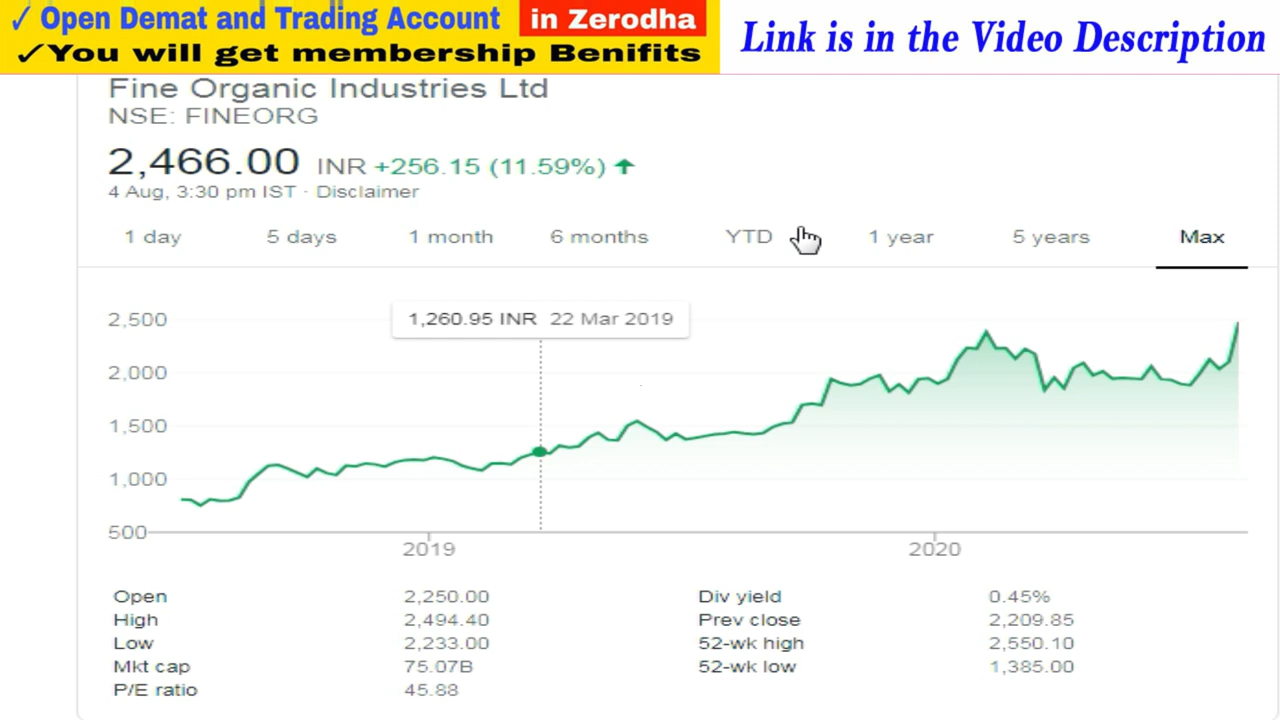 ✓ Open Demat and Trading Account in Zerodha
✓You will get membership Benifits
Link is in the Video Description
Fine Organic Industries Ltd
NSE: FINEORG
2,466.00 INR +256.15 (11.59%) ↑
4 Aug, 3:30 pm IST · Disclaimer
1 day 5 days 1 month 6 months YTD 1 year 5 years Max
1,260.95 INR 22 Mar 2019
2,500
2,000
1,500
1,000
500
2019 2020
Open 2,250.00 Div yield 0.45%
High 2,494.40 Prev close 2,209.85
Low 2,233.00 52-wk high 2,550.10
Mkt cap 75.07B 52-wk low 1,385.00
P/E ratio 45.88